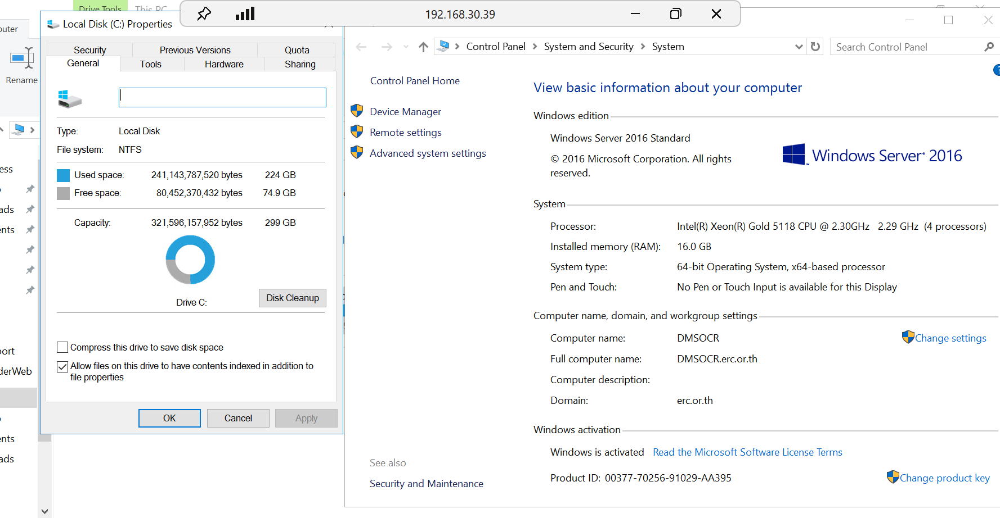 Drive Tools
This PC
192.168.30.39
Local Disk (C:) Properties
Security
Previous Versions
Quota
General
Tools
Hardware
Sharing
Rename
Type: Local Disk
File system: NTFS
Used space: 241,143,787,520 bytes 224 GB
Free space: 80,452,370,432 bytes 74.9 GB
Capacity: 321,596,157,952 bytes 299 GB
Drive C:
Disk Cleanup
Compress this drive to save disk space
Allow files on this drive to have contents indexed in addition to
file properties
OK
Cancel
Apply
Control Panel
System and Security
System
Search Control Panel
Control Panel Home
Device Manager
Remote settings
Advanced system settings
See also
Security and Maintenance
View basic information about your computer
Windows edition
Windows Server 2016 Standard
© 2016 Microsoft Corporation. All rights
reserved.
Windows Server® 2016
System
Processor: Intel(R) Xeon(R) Gold 5118 CPU @ 2.30GHz 2.29 GHz (4 processors)
Installed memory (RAM): 16.0 GB
System type: 64-bit Operating System, x64-based processor
Pen and Touch: No Pen or Touch Input is available for this Display
Computer name, domain, and workgroup settings
Computer name: DMSOCR
Change settings
Full computer name: DMSOCR.erc.or.th
Computer description:
Domain: erc.or.th
Windows activation
Windows is activated Read the Microsoft Software License Terms
Product ID: 00377-70256-91029-AA395
Change product key